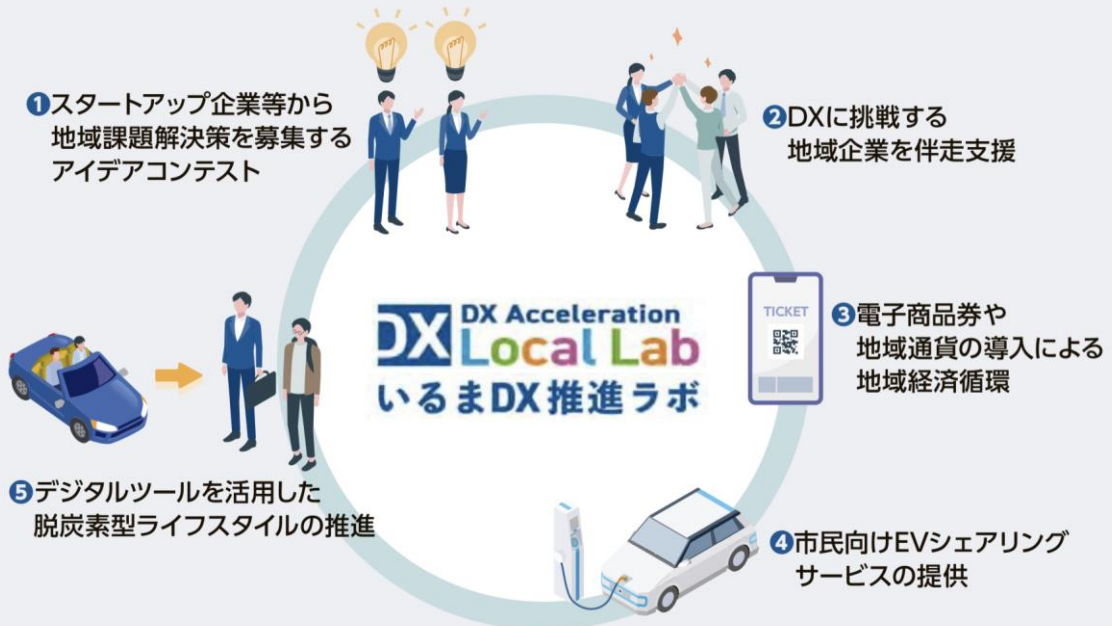 ❶スタートアップ企業等から
地域課題解決策を募集する
アイデアコンテスト
❷DXに挑戦する
地域企業を伴走支援
TICKET
❸電子商品券や
地域通貨の導入による
地域経済循環
DX DX Acceleration
Local Lab
いるまDX推進ラボ
❺デジタルツールを活用した
脱炭素型ライフスタイルの推進
❹市民向けEVシェアリング
サービスの提供